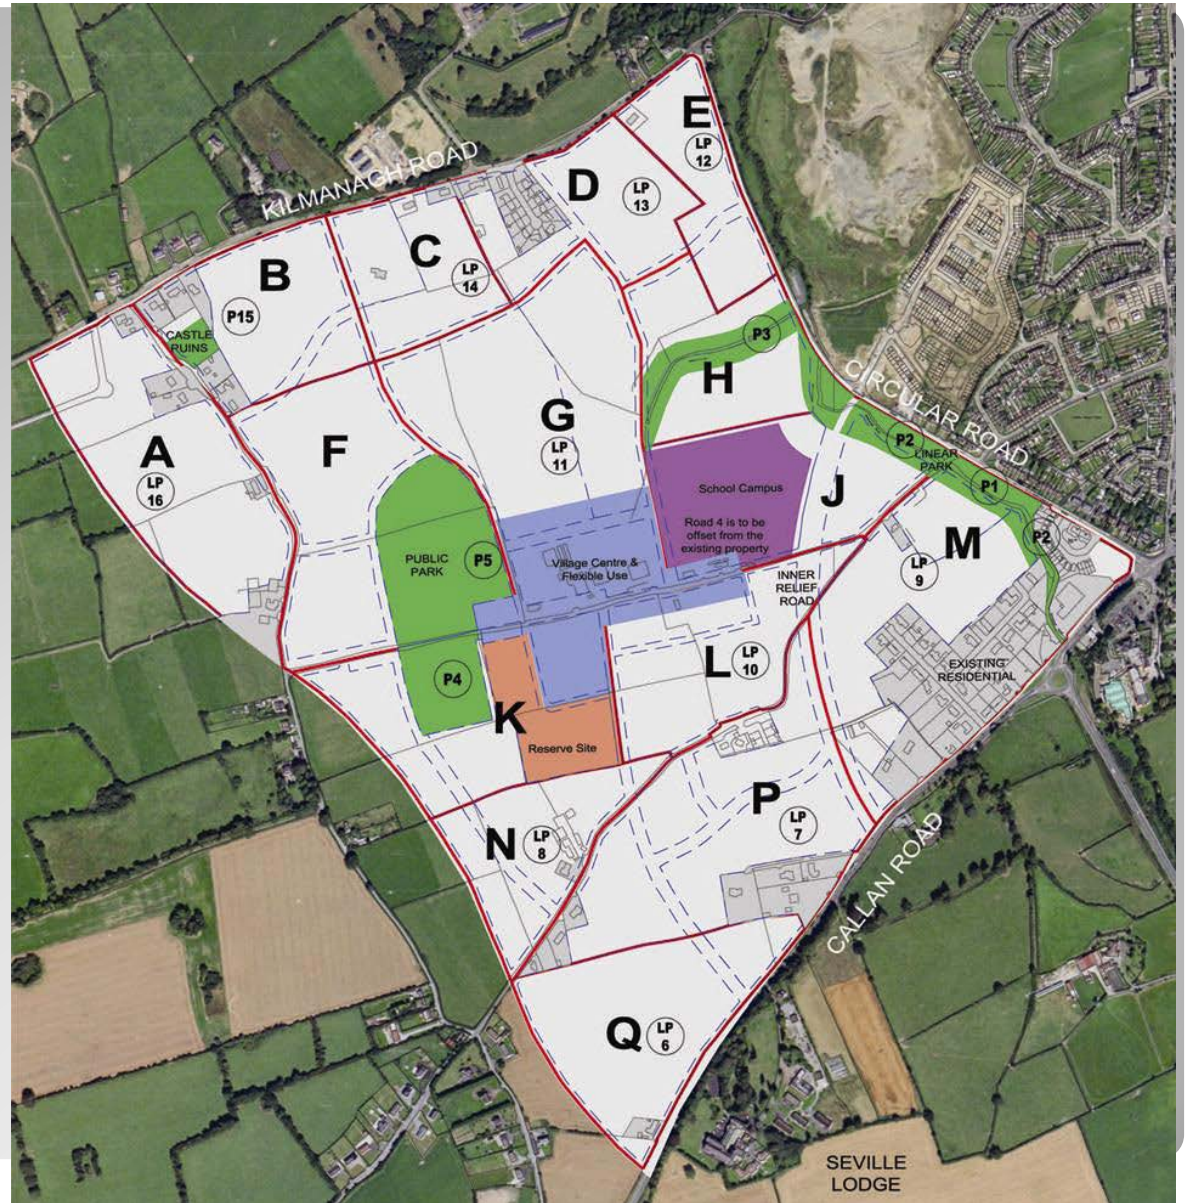 E
LP
12
KILMANAGH ROAD
D
LP
13
C
LP
14
B
P15
CASTLE
RUINS
P3
H
CIRCULAR ROAD
G
LP
11
F
A
LP
16
P2
LINEAR
PARK
P1
School Campus
Road 4 is to be
offset from the
existing property
J
M
P2
LP
9
PUBLIC
PARK
P5
Village Centre &
Flexible Use
INNER
RELIEF
ROAD
L
LP
10
EXISTING
RESIDENTIAL
P4
K
Reserve Site
P
LP
7
N
LP
8
CALLAN ROAD
Q
LP
6
SEVILLE
LODGE